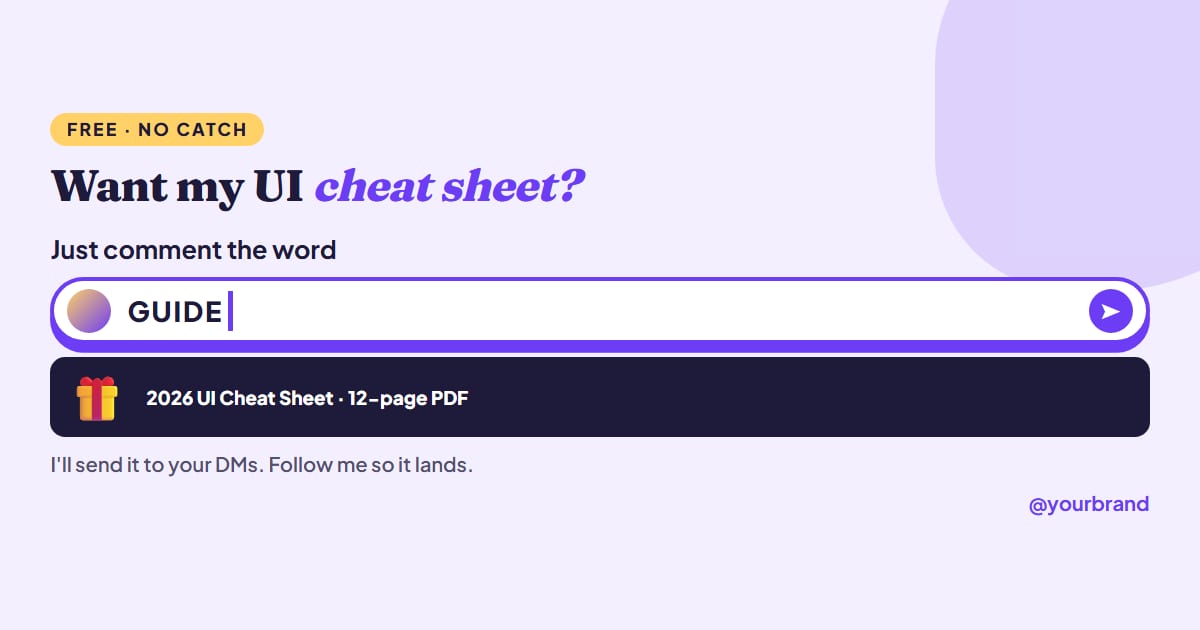 FREE · NO CATCH
Want my UI cheat sheet?
Just comment the word
GUIDE
2026 UI Cheat Sheet · 12-page PDF
I'll send it to your DMs. Follow me so it lands.
@yourbrand